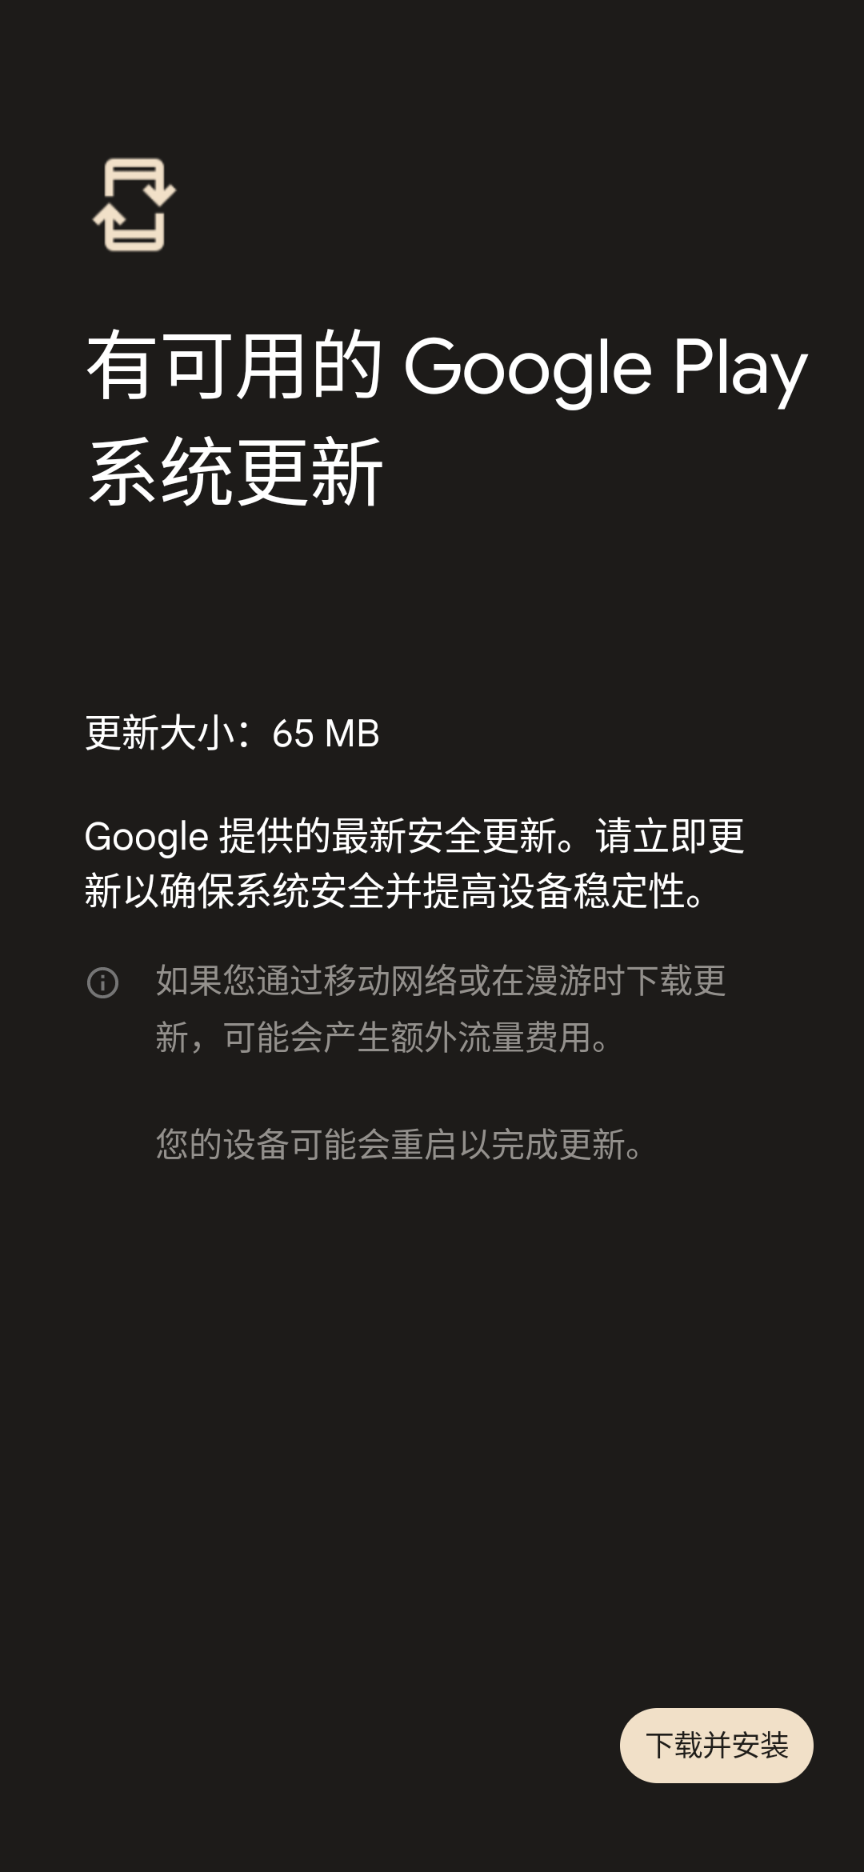 有可用的 Google Play
系统更新
更新大小：65 MB
Google 提供的最新安全更新。请立即更
新以确保系统安全并提高设备稳定性。
如果您通过移动网络或在漫游时下载更
新，可能会产生额外流量费用。
您的设备可能会重启以完成更新。
下载并安装